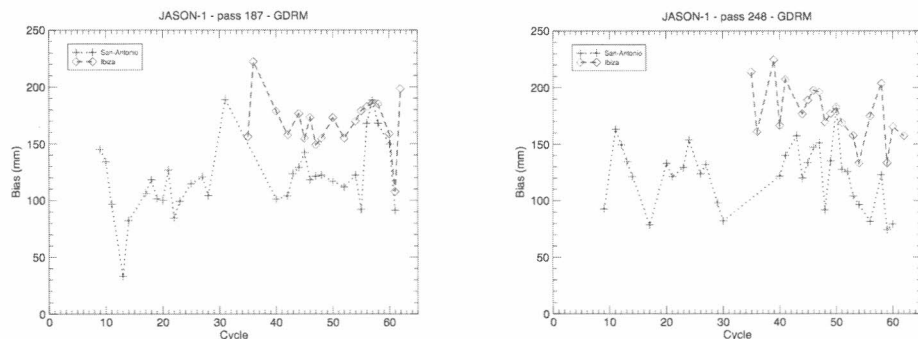 JASON-1 - pass 187 - GDRM
250
200
150
100
50
0
Bias (mm)
San-Antonio
Ibiza
0 10 20 30 40 50 60
Cycle
JASON-1 - pass 248 - GDRM
250
200
150
100
50
0
Bias (mm)
San-Antonio
Ibiza
0 10 20 30 40 50 60
Cycle